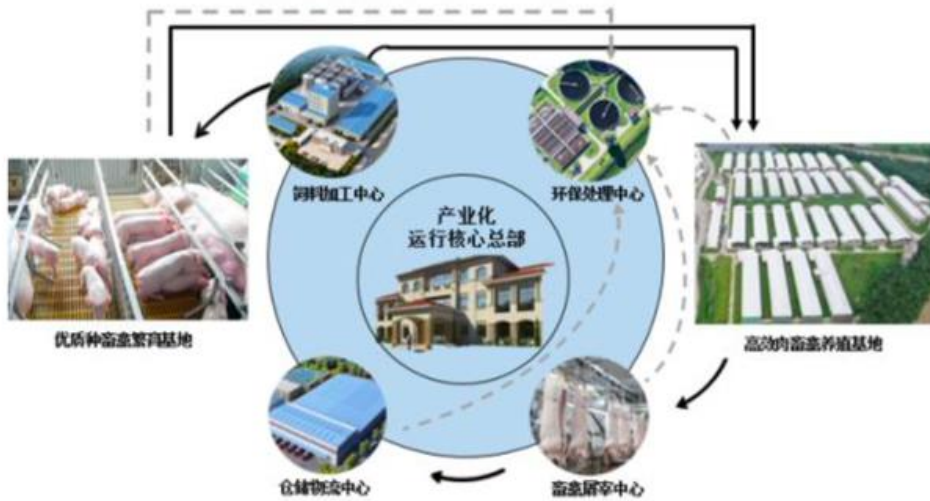 饲料加工中心
环保处理中心
产业化
运行核心总部
优质种畜禽繁育基地
高效肉畜禽养殖基地
仓储物流中心
畜禽屠宰中心